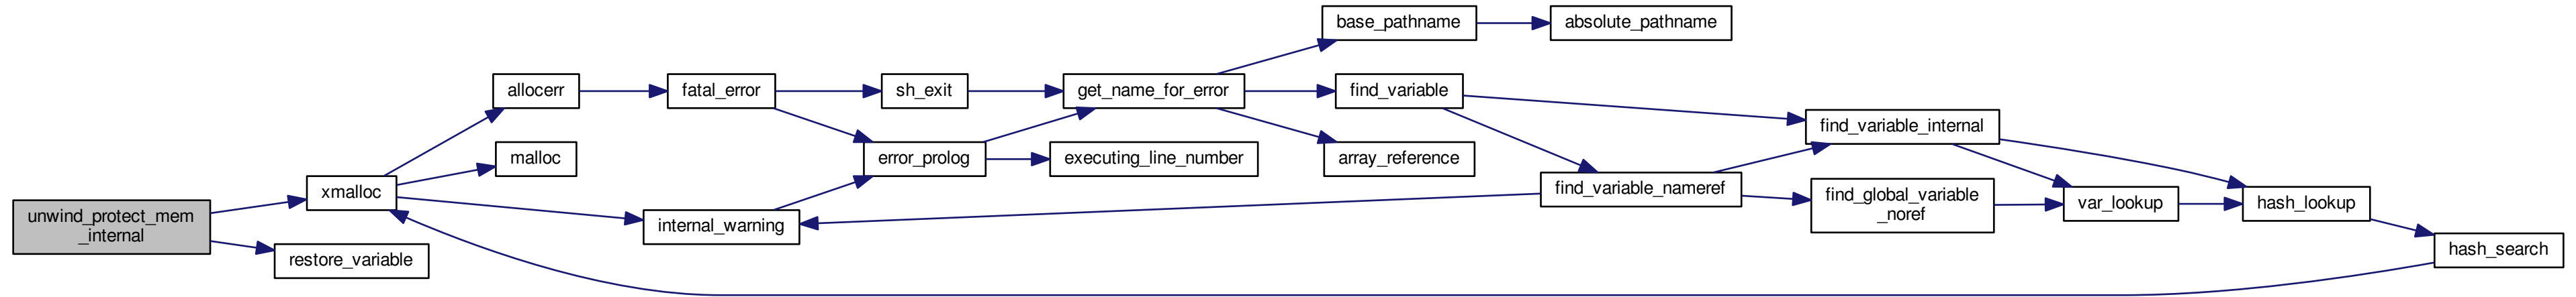 unwind_protect_mem
_internal
xmalloc
restore_variable
allocerr
malloc
internal_warning
fatal_error
sh_exit
error_prolog
get_name_for_error
executing_line_number
base_pathname
absolute_pathname
find_variable
array_reference
find_variable_nameref
find_variable_internal
find_global_variable
_noref
var_lookup
hash_lookup
hash_search